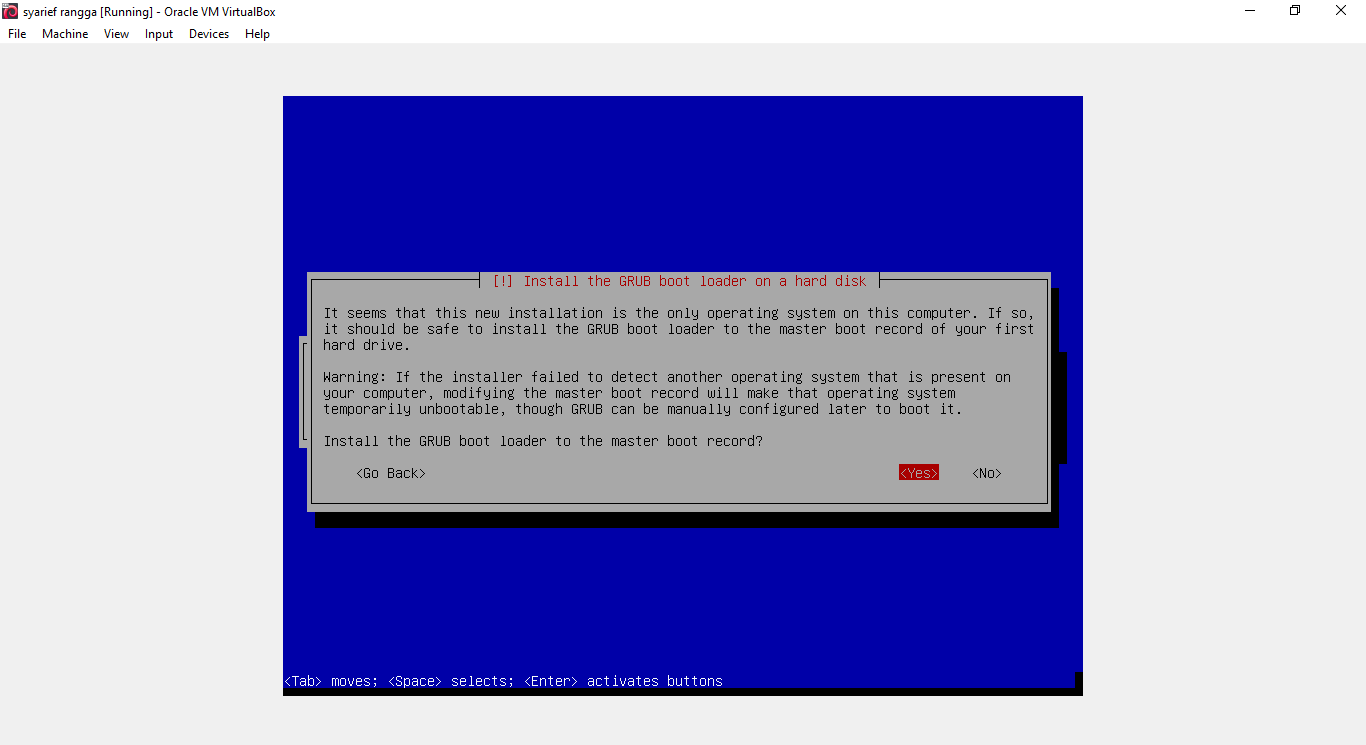 syarief rangga [Running] - Oracle VM VirtualBox
File Machine View Input Devices Help
[!] Install the GRUB boot loader on a hard disk
It seems that this new installation is the only operating system on this computer. If so,
it should be safe to install the GRUB boot loader to the master boot record of your first
hard drive.
Warning: If the installer failed to detect another operating system that is present on
your computer, modifying the master boot record will make that operating system
temporarily unbootable, though GRUB can be manually configured later to boot it.
Install the GRUB boot loader to the master boot record?
<Go Back> <Yes> <No>
<Tab> moves; <Space> selects; <Enter> activates buttons